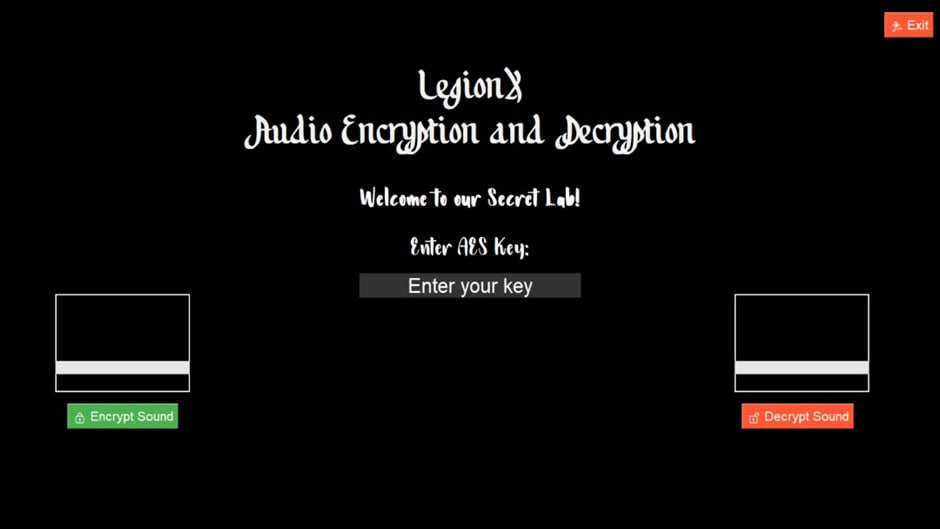 Exit
LegionX
Audio Encryption and Decryption
Welcome to our Secret Lab!
Enter AES Key:
Enter your key
Encrypt Sound
Decrypt Sound